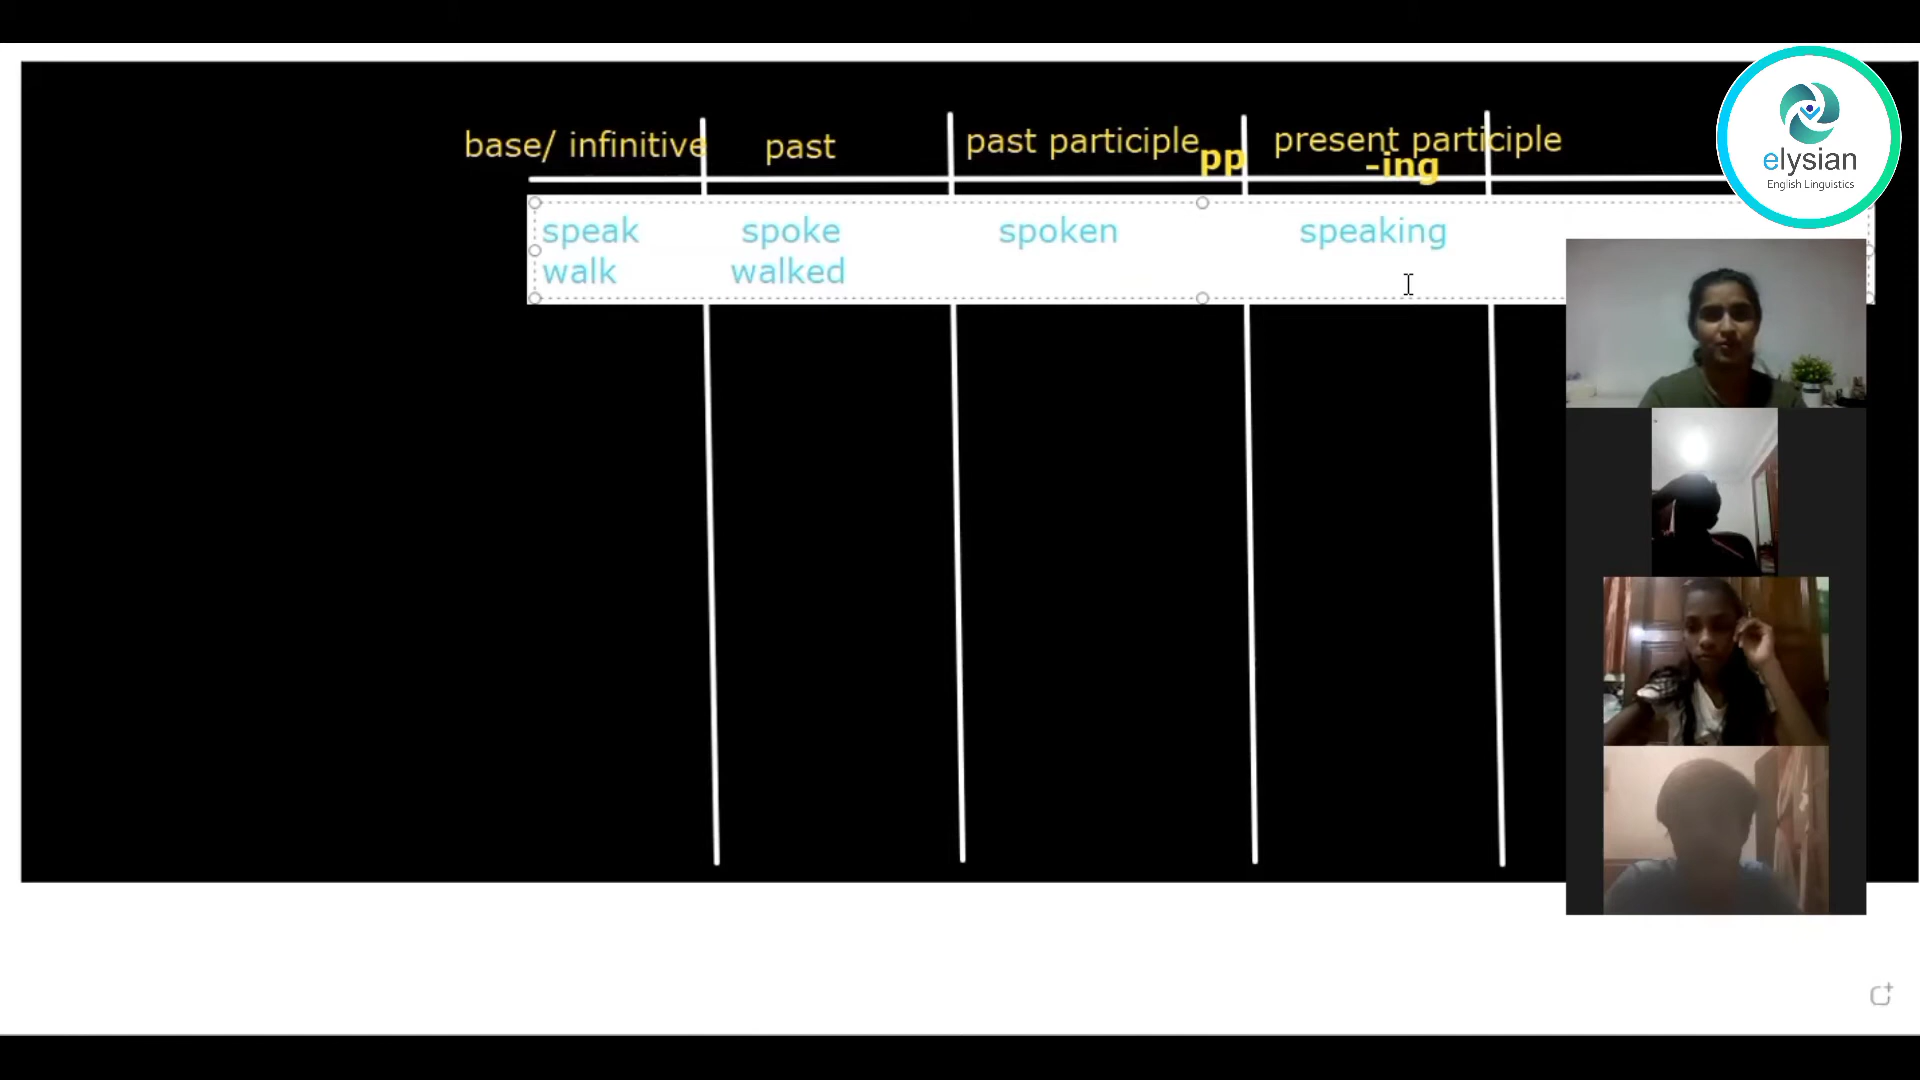 base/ infinitive past past participle pp present participle
-ing
speak spoke spoken speaking
walk walked
elysian
English Linguistics